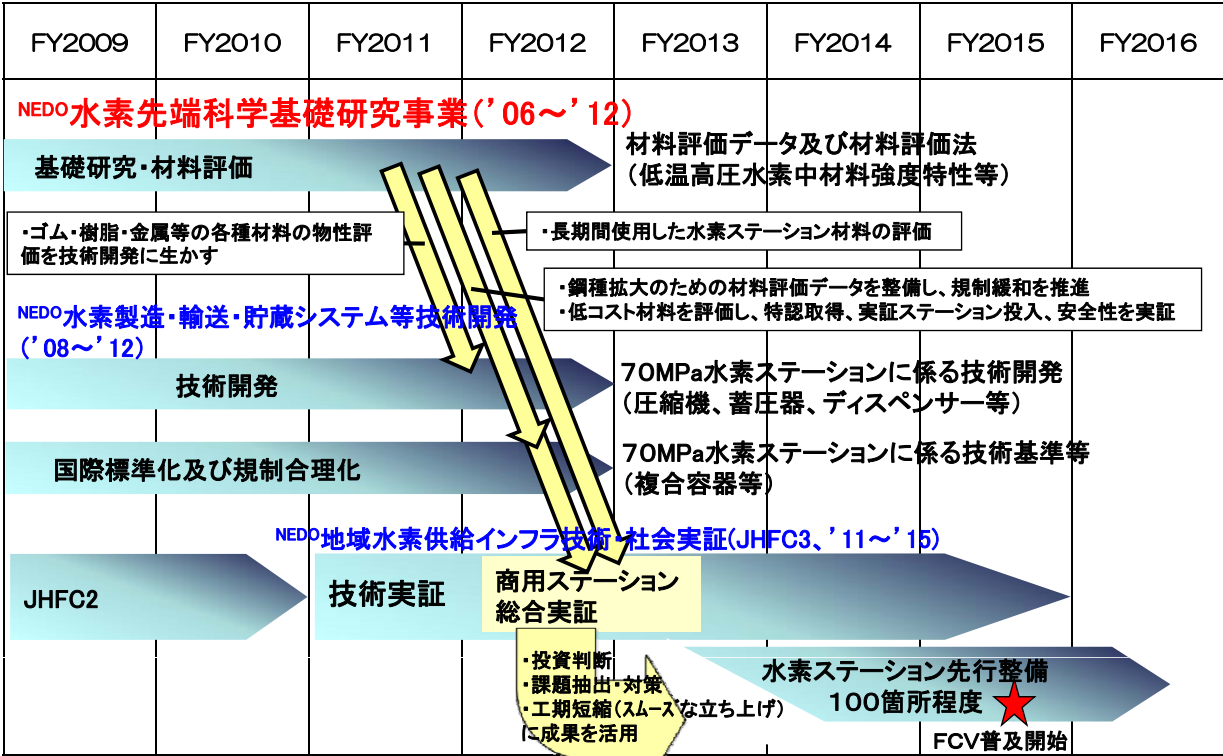 FY2009 FY2010 FY2011 FY2012 FY2013 FY2014 FY2015 FY2016
NEDO水素先端科学基礎研究事業(’06～’12)
基礎研究・材料評価
材料評価データ及び材料評価法
(低温高圧水素中材料強度特性等)
・ゴム・樹脂・金属等の各種材料の物性評
価を技術開発に生かす
・長期間使用した水素ステーション材料の評価
・鋼種拡大のための材料評価データを整備し、規制緩和を推進
・低コスト材料を評価し、特認取得、実証ステーション投入、安全性を実証
NEDO水素製造・輸送・貯蔵システム等技術開発
(’08～’12)
技術開発
70MPa水素ステーションに係る技術開発
(圧縮機、蓄圧器、ディスペンサー等)
国際標準化及び規制合理化
70MPa水素ステーションに係る技術基準等
(複合容器等)
NEDO地域水素供給インフラ技術・社会実証(JHFC3、’11～’15)
JHFC2
技術実証
商用ステーション
総合実証
・投資判断
・課題抽出・対策
・工期短縮(スムーズな立ち上げ)
に成果を活用
水素ステーション先行整備
100箇所程度
FCV普及開始